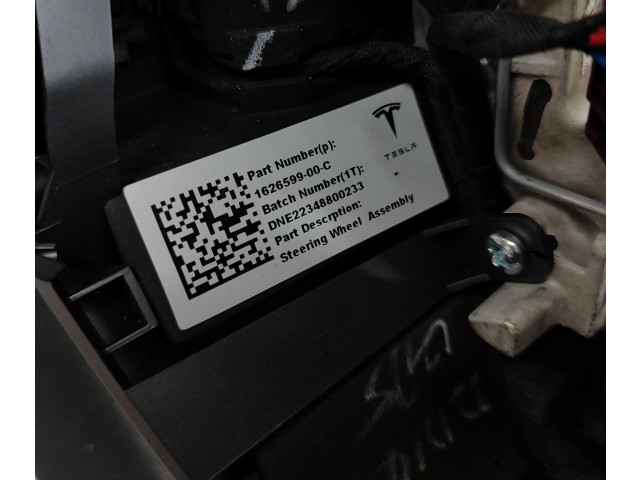 Part Number(p):
1626599-00-C
Batch Number(1T):
DNE22348800233
Part Descrption:
Steering Wheel Assembly
TESLA